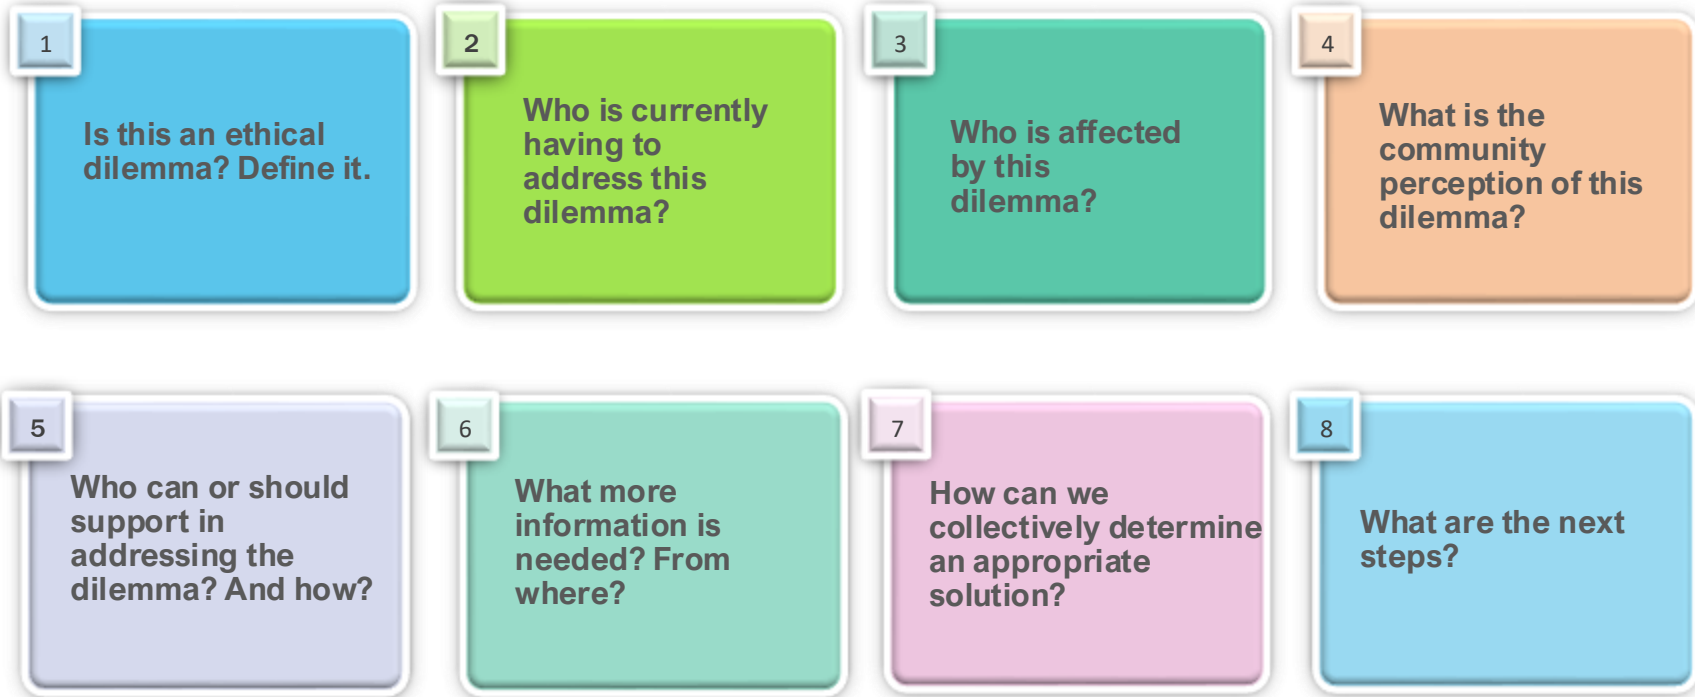 1
Is this an ethical
dilemma? Define it.
2
Who is currently
having to
address this
dilemma?
3
Who is affected
by this
dilemma?
4
What is the
community
perception of this
dilemma?
5
Who can or should
support in
addressing the
dilemma? And how?
6
What more
information is
needed? From
where?
7
How can we
collectively determine
an appropriate
solution?
8
What are the next
steps?